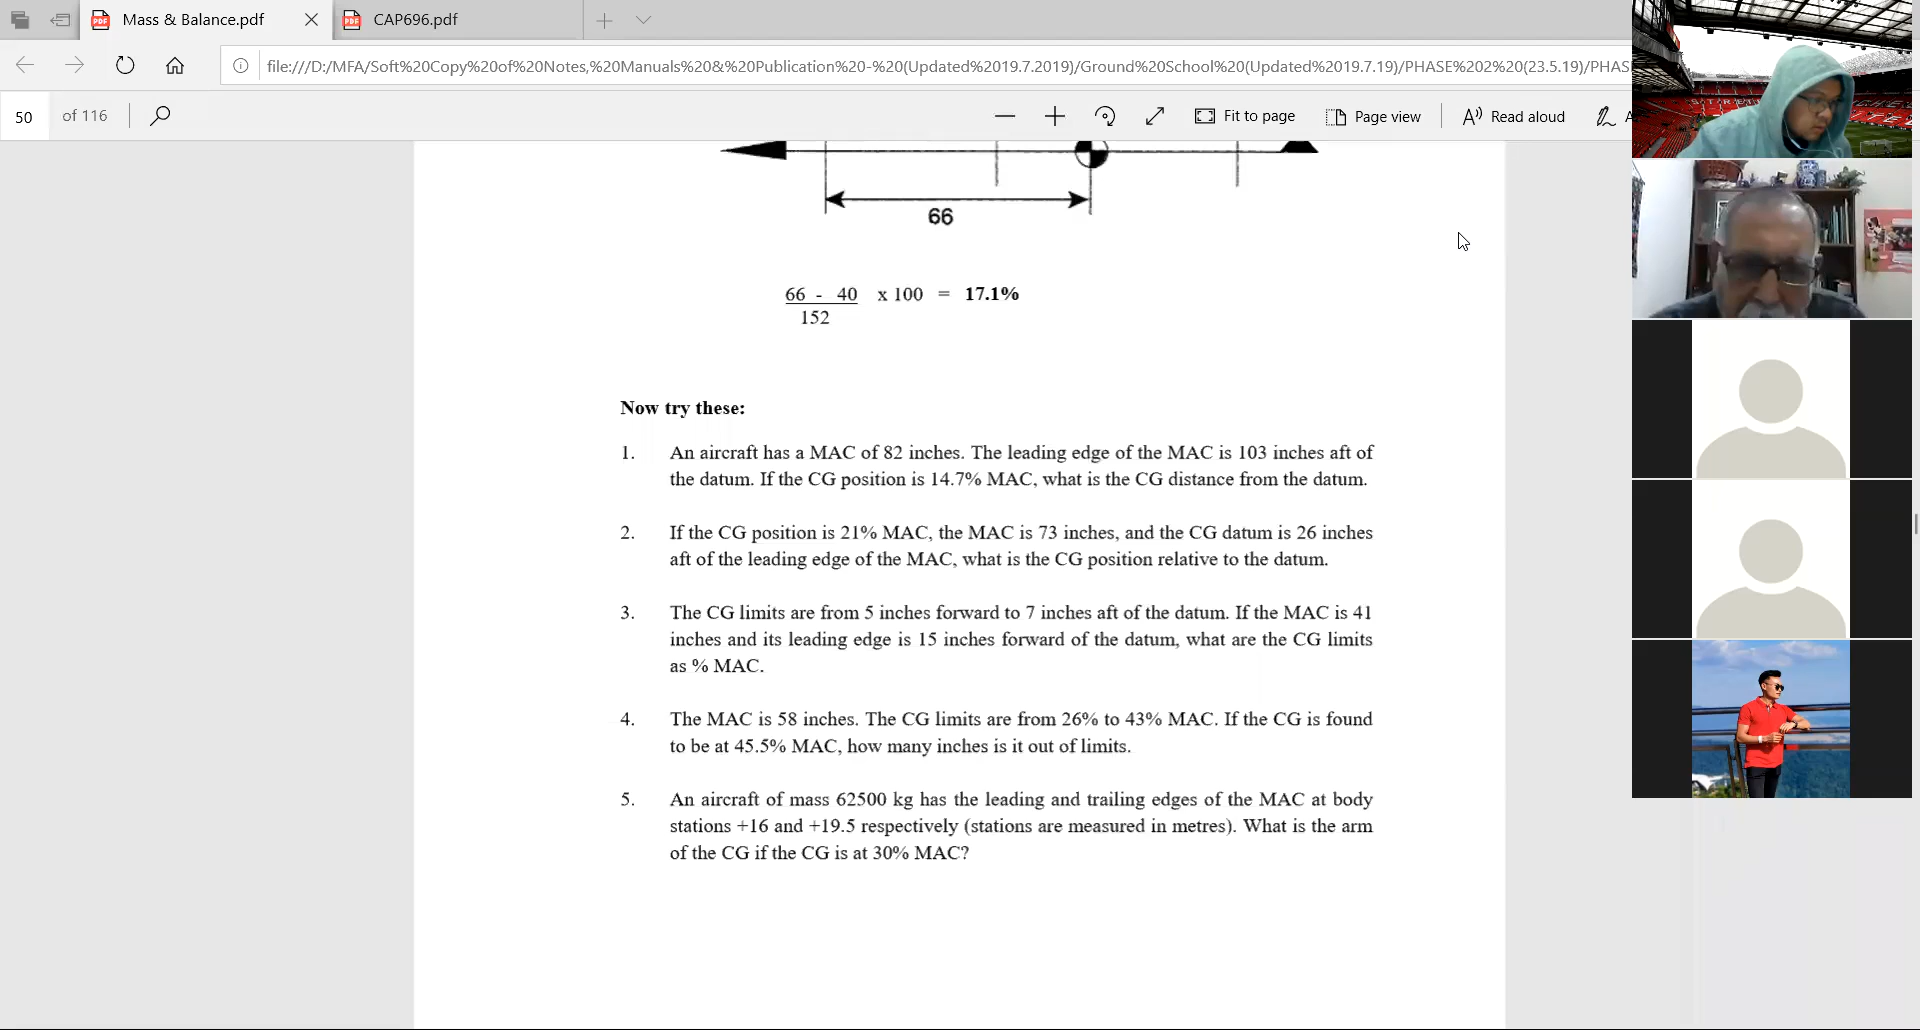 Mass & Balance.pdf
CAP696.pdf
file:///D:/MFA/Soft%20Copy%20of%20Notes,%20Manuals%20&%20Publication%20-%20(Updated%2019.7.2019)/Ground%20School%20(Updated%2019.7.19)/PHASE%202%20(23.5.19)/PHAS
50 of 116
Fit to page
Page view
Read aloud
66
66 - 40 x 100 = 17.1%
152
Now try these:
1. An aircraft has a MAC of 82 inches. The leading edge of the MAC is 103 inches aft of
the datum. If the CG position is 14.7% MAC, what is the CG distance from the datum.
2. If the CG position is 21% MAC, the MAC is 73 inches, and the CG datum is 26 inches
aft of the leading edge of the MAC, what is the CG position relative to the datum.
3. The CG limits are from 5 inches forward to 7 inches aft of the datum. If the MAC is 41
inches and its leading edge is 15 inches forward of the datum, what are the CG limits
as % MAC.
4. The MAC is 58 inches. The CG limits are from 26% to 43% MAC. If the CG is found
to be at 45.5% MAC, how many inches is it out of limits.
5. An aircraft of mass 62500 kg has the leading and trailing edges of the MAC at body
stations +16 and +19.5 respectively (stations are measured in metres). What is the arm
of the CG if the CG is at 30% MAC?